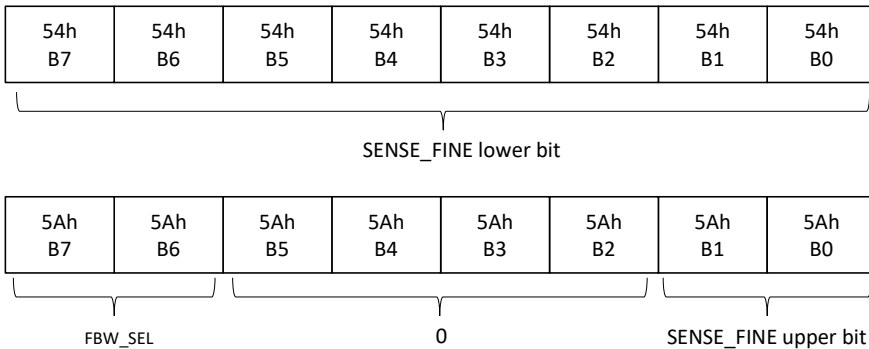 54h 54h 54h 54h 54h 54h 54h 54h
B7 B6 B5 B4 B3 B2 B1 B0
SENSE_FINE lower bit
5Ah 5Ah 5Ah 5Ah 5Ah 5Ah 5Ah 5Ah
B7 B6 B5 B4 B3 B2 B1 B0
FBW_SEL 0 SENSE_FINE upper bit